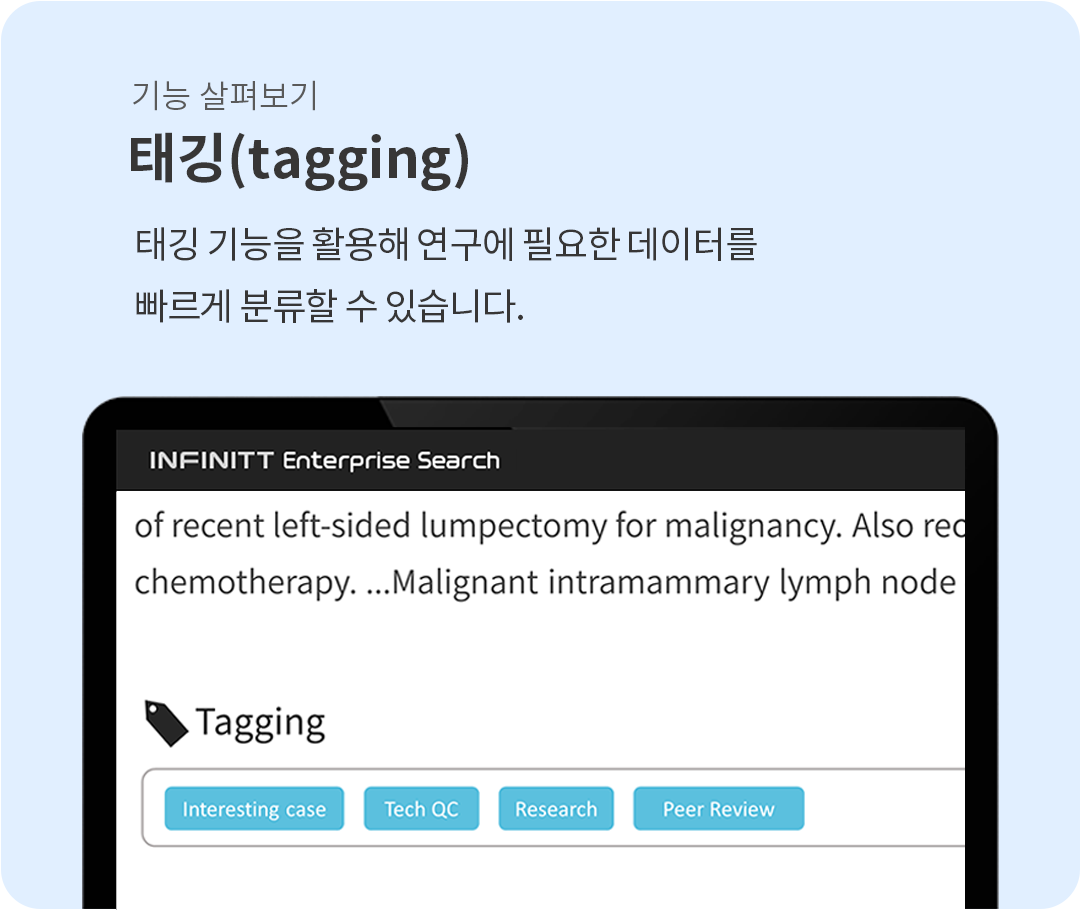 기능 살펴보기
태깅(tagging)
태깅 기능을 활용해 연구에 필요한 데이터를
빠르게 분류할 수 있습니다.
INFINITT Enterprise Search
of recent left-sided lumpectomy for malignancy. Also rec
chemotherapy. ...Malignant intramammary lymph node
Tagging
Interesting case Tech QC Research Peer Review